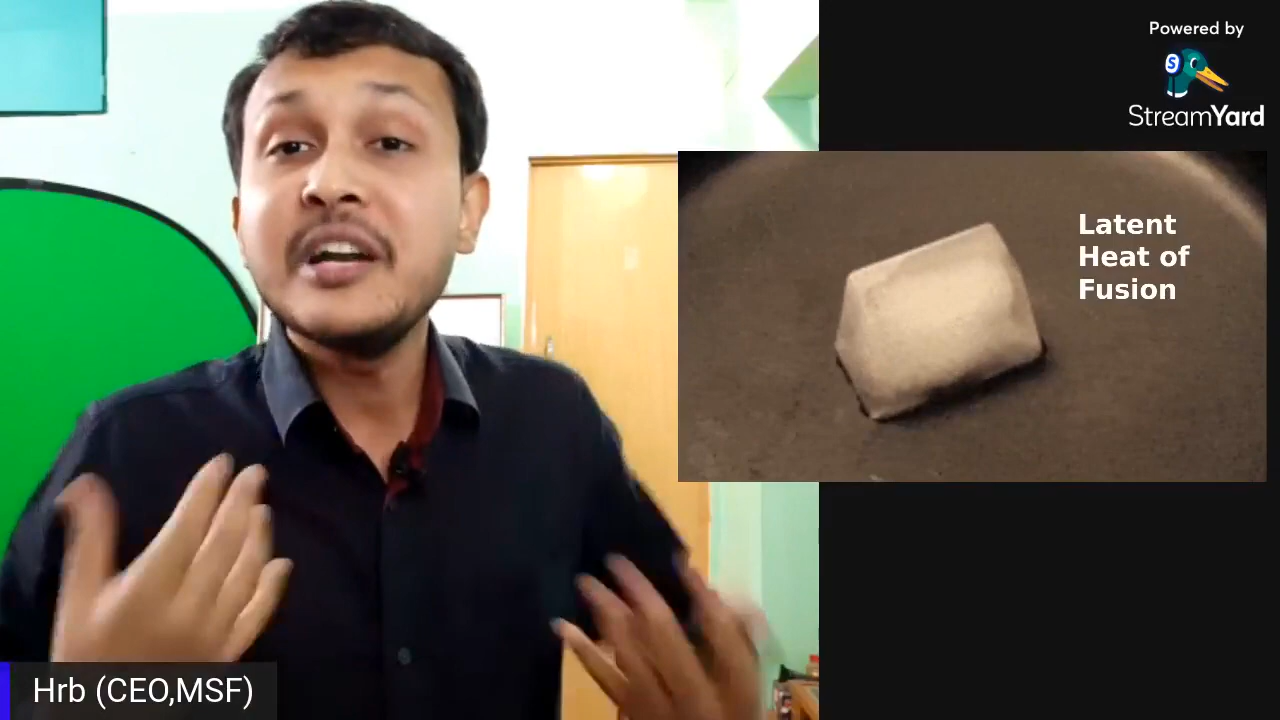 Powered by
StreamYard
Latent
Heat of
Fusion
Hrb (CEO,MSF)